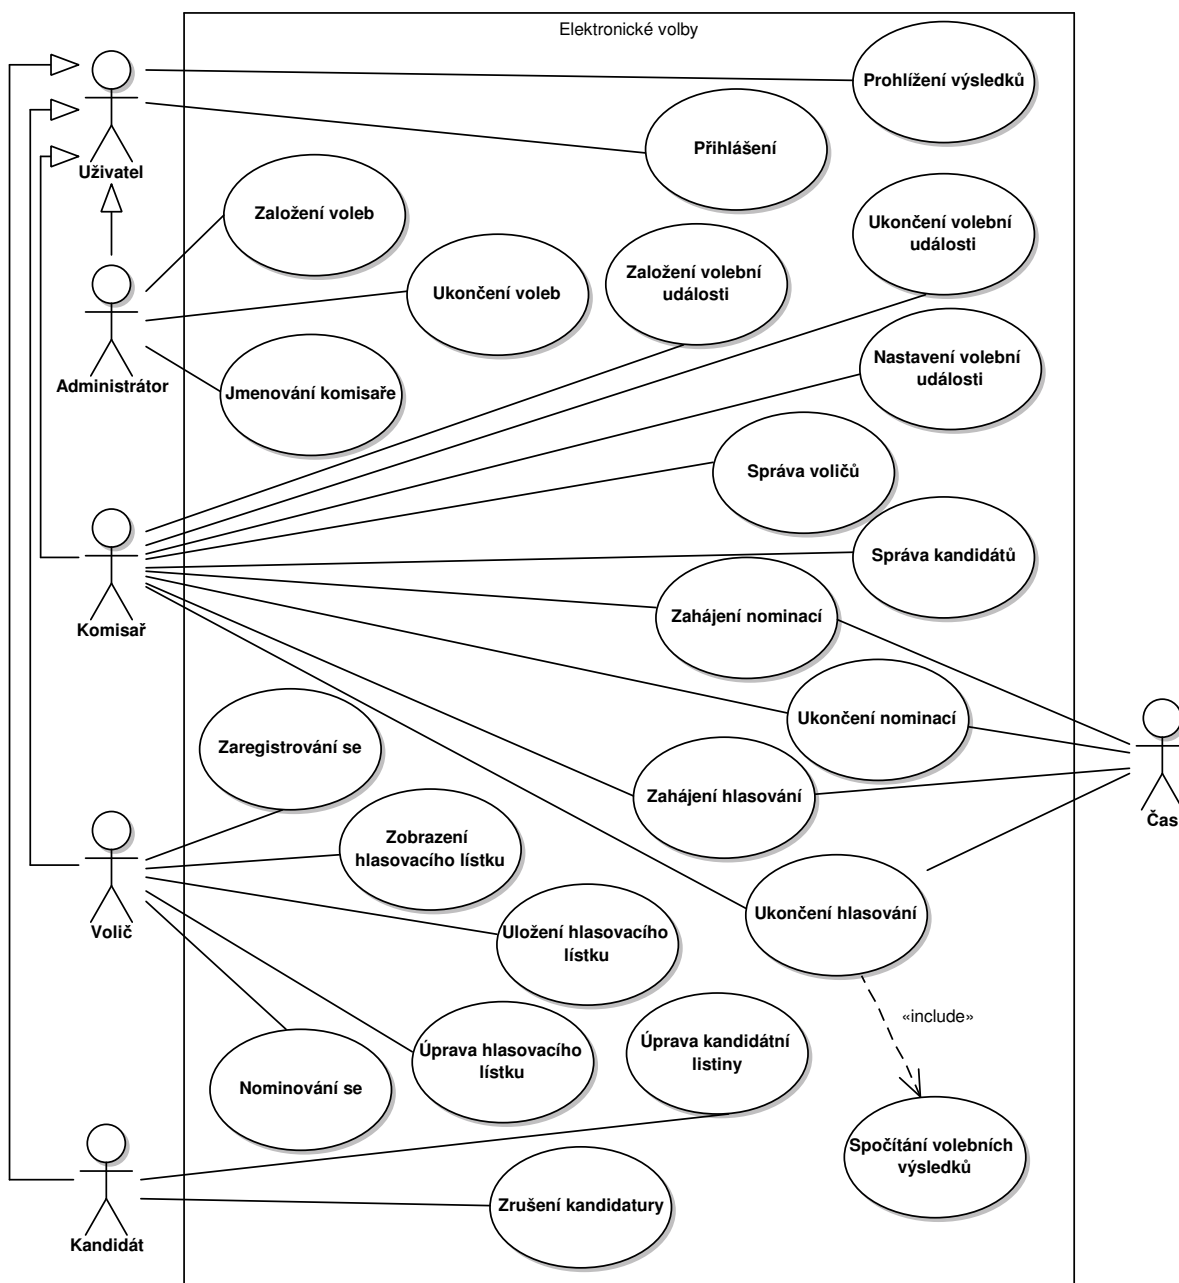 Elektronické volby
Prohlížení výsledků
Přihlášení
Uživatel
Založení voleb
Ukončení volební
události
Založení volební
události
Ukončení voleb
Administrátor
Jmenování komisaře
Nastavení volební
události
Správa voličů
Správa kandidátů
Komisař
Zahájení nominací
Ukončení nominací
Zaregistrování se
Zahájení hlasování
Čas
Zobrazení
hlasovacího lístku
Volič
Ukončení hlasování
Uložení hlasovacího
lístku
«include»
Úprava hlasovacího
lístku
Úprava kandidátní
listiny
Nominování se
Spočítání volebních
výsledků
Zrušení kandidatury
Kandidát